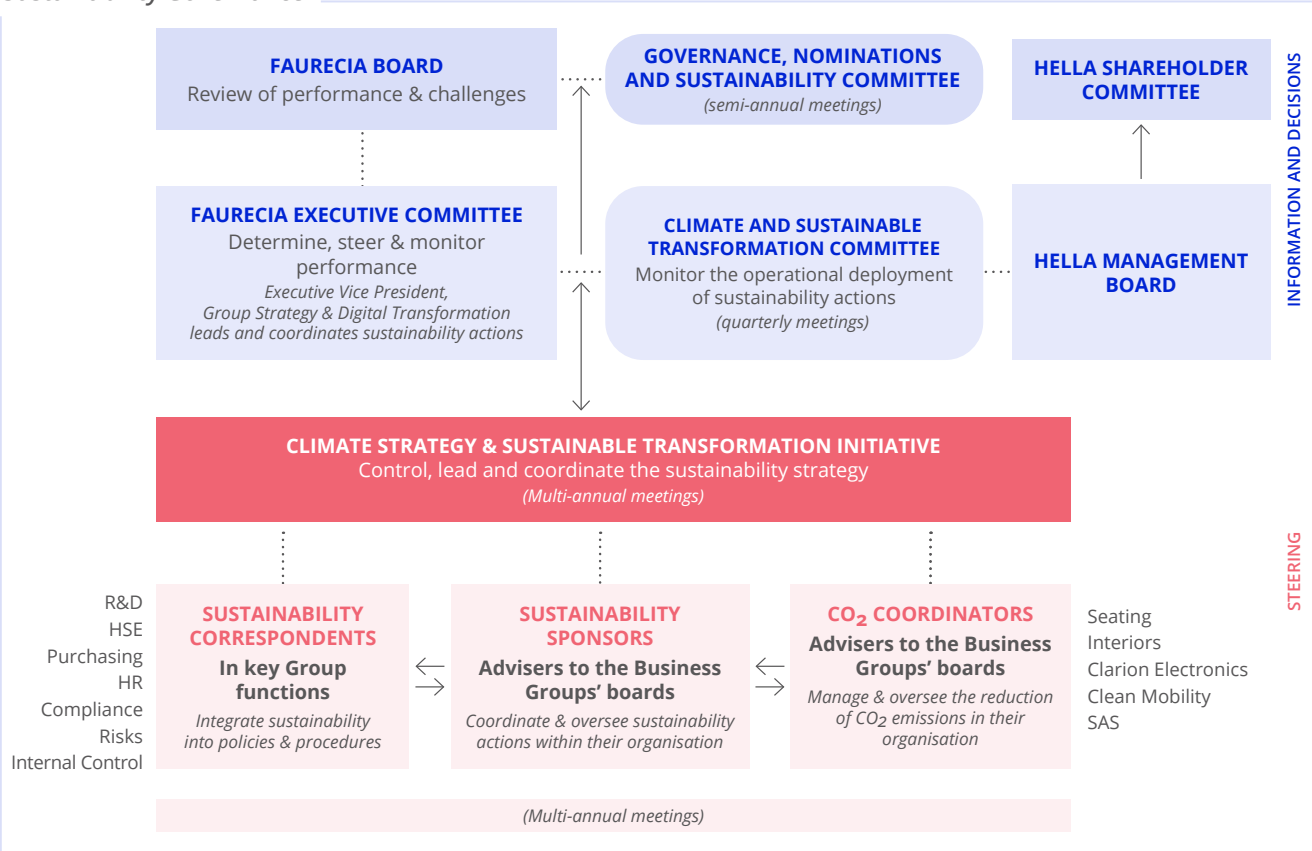 FAURECIA BOARD
Review of performance & challenges
GOVERNANCE, NOMINATIONS
AND SUSTAINABILITY COMMITTEE
(semi-annual meetings)
HELLA SHAREHOLDER
COMMITTEE
INFORMATION AND DECISIONS
FAURECIA EXECUTIVE COMMITTEE
Determine, steer & monitor
performance
Executive Vice President,
Group Strategy & Digital Transformation
leads and coordinates sustainability actions
CLIMATE AND SUSTAINABLE
TRANSFORMATION COMMITTEE
Monitor the operational deployment
of sustainability actions
(quarterly meetings)
HELLA MANAGEMENT
BOARD
CLIMATE STRATEGY & SUSTAINABLE TRANSFORMATION INITIATIVE
Control, lead and coordinate the sustainability strategy
(Multi-annual meetings)
STEERING
R&D
HSE
Purchasing
HR
Compliance
Risks
Internal Control
SUSTAINABILITY
CORRESPONDENTS
In key Group
functions
Integrate sustainability
into policies & procedures
SUSTAINABILITY
SPONSORS
Advisers to the Business
Groups' boards
Coordinate & oversee sustainability
actions within their organisation
CO₂ COORDINATORS
Advisers to the Business
Groups' boards
Manage & oversee the reduction
of CO₂ emissions in their
organisation
Seating
Interiors
Clarion Electronics
Clean Mobility
SAS
(Multi-annual meetings)